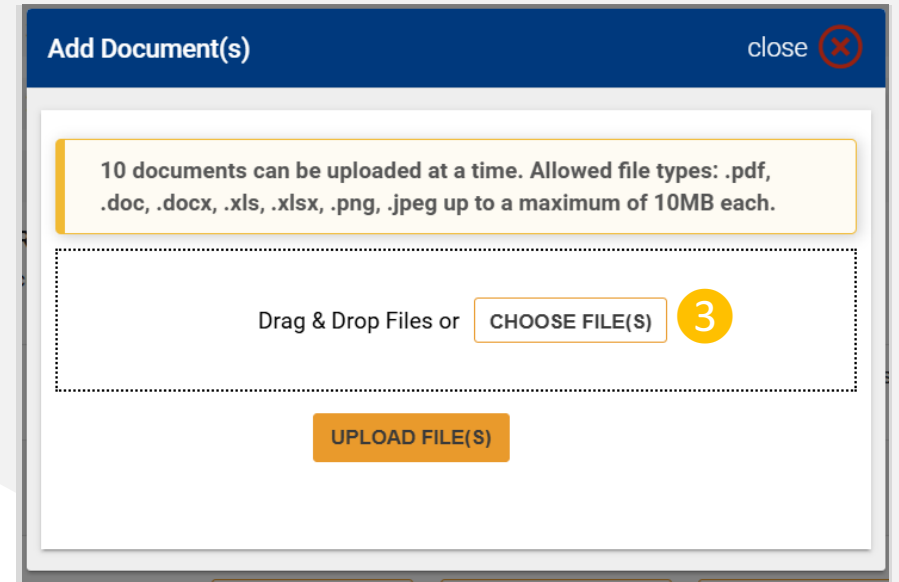 Add Document(s)
close
10 documents can be uploaded at a time. Allowed file types: .pdf,
.doc, .docx, .xls, .xlsx, .png, .jpeg up to a maximum of 10MB each.
Drag & Drop Files or CHOOSE FILE(S) 3
UPLOAD FILE(S)